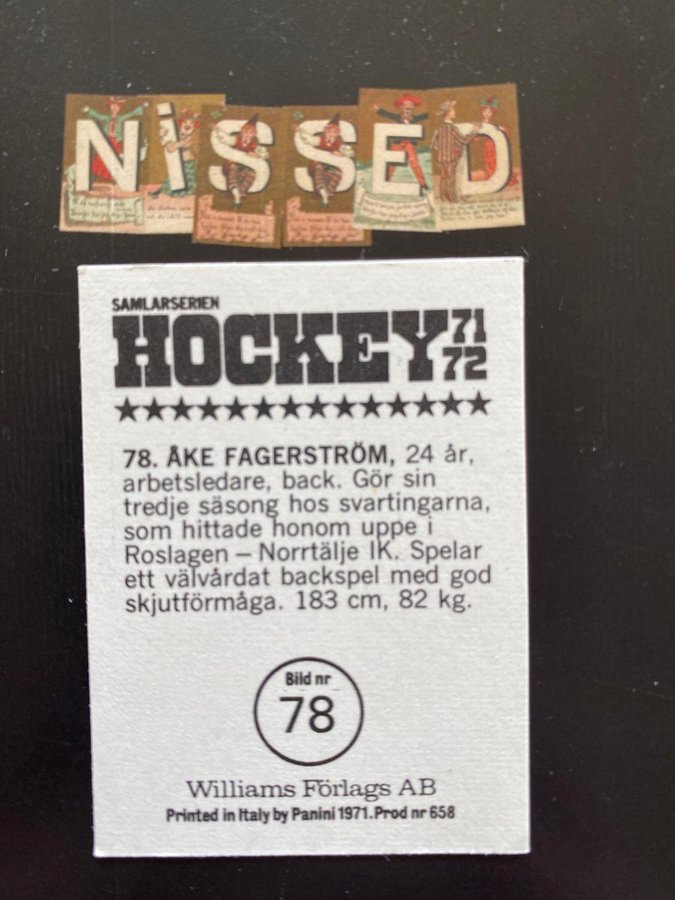 NiSSED
SAMLARSERIEN
HOCKEY 71
72
78. ÅKE FAGERSTRÖM, 24 år,
arbetsledare, back. Gör sin
tredje säsong hos svartingarna,
som hittade honom uppe i
Roslagen – Norrtälje IK. Spelar
ett välvårdat backspel med god
skjutförmåga. 183 cm, 82 kg.
Bild nr
78
Williams Förlags AB
Printed in Italy by Panini 1971. Prod nr 658